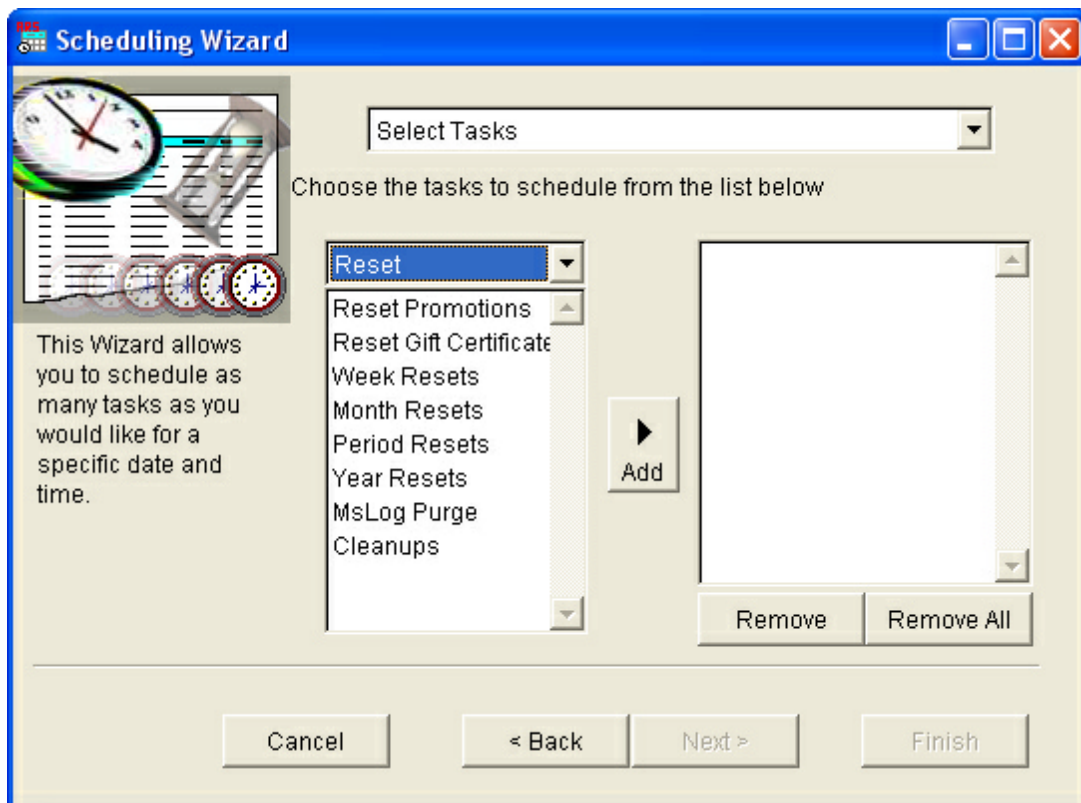 Scheduling Wizard
Select Tasks
Choose the tasks to schedule from the list below
This Wizard allows
you to schedule as
many tasks as you
would like for a
specific date and
time.
Reset
Reset Promotions
Reset Gift Certificate
Week Resets
Month Resets
Period Resets
Year Resets
MsLog Purge
Cleanups
Add
Remove
Remove All
Cancel
< Back
Next >
Finish